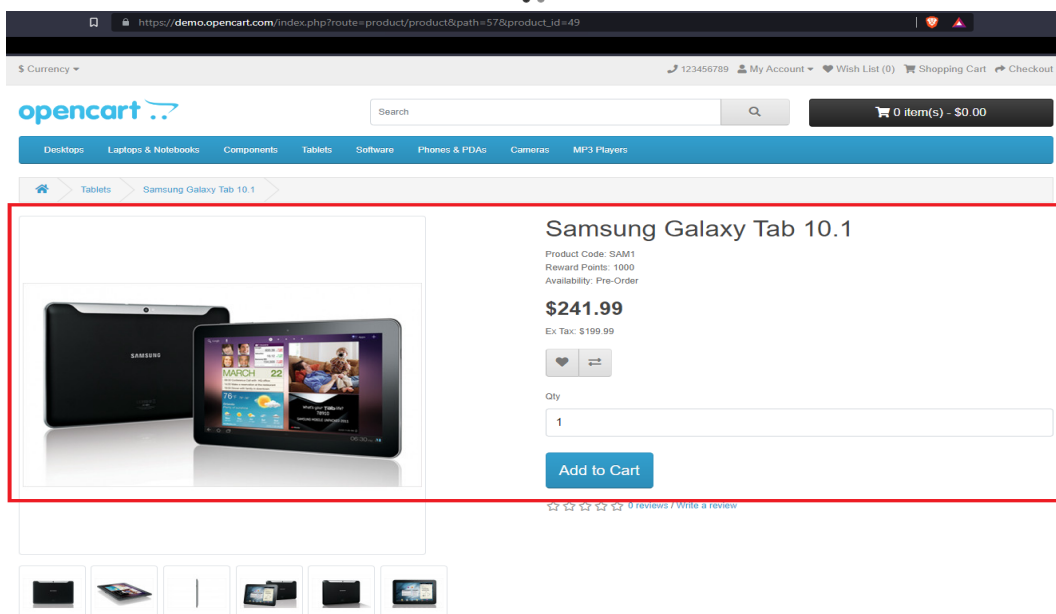 https://demo.opencart.com/index.php?route=product/product&path=57&product_id=49
$ Currency
123456789 My Account Wish List (0) Shopping Cart Checkout
opencart
Search
0 item(s) - $0.00
Desktops Laptops & Notebooks Components Tablets Software Phones & PDAs Cameras MP3 Players
Tablets Samsung Galaxy Tab 10.1
Samsung Galaxy Tab 10.1
Product Code: SAM1
Reward Points: 1000
Availability: Pre-Order
$241.99
Ex Tax: $199.99
Qty
1
Add to Cart
0 reviews / Write a review
SAMSUNG
MARCH 22
76°
06:30